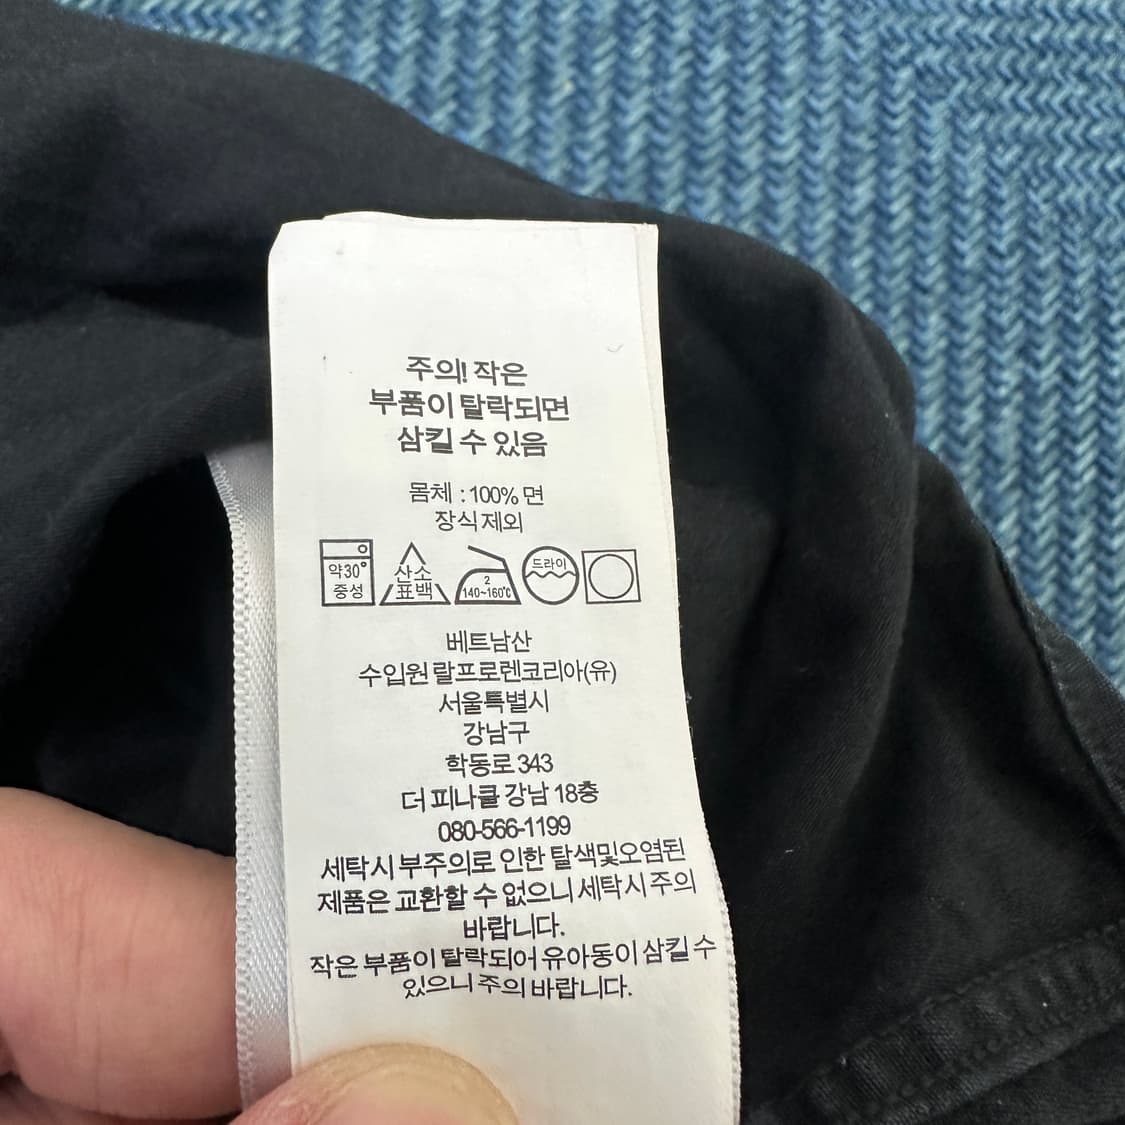 주의! 작은
부품이 탈락되면
삼킬 수 있음
몸체 : 100% 면
장식 제외
약30°
중성
산소
표백
2
140~160℃
드라이
베트남산
수입원 랄프로렌코리아(유)
서울특별시
강남구
학동로 343
더 피나클 강남 18층
080-566-1199
세탁시 부주의로 인한 탈색및오염된
제품은 교환할 수 없으니 세탁시 주의
바랍니다.
작은 부품이 탈락되어 유아동이 삼킬 수
있으니 주의 바랍니다.